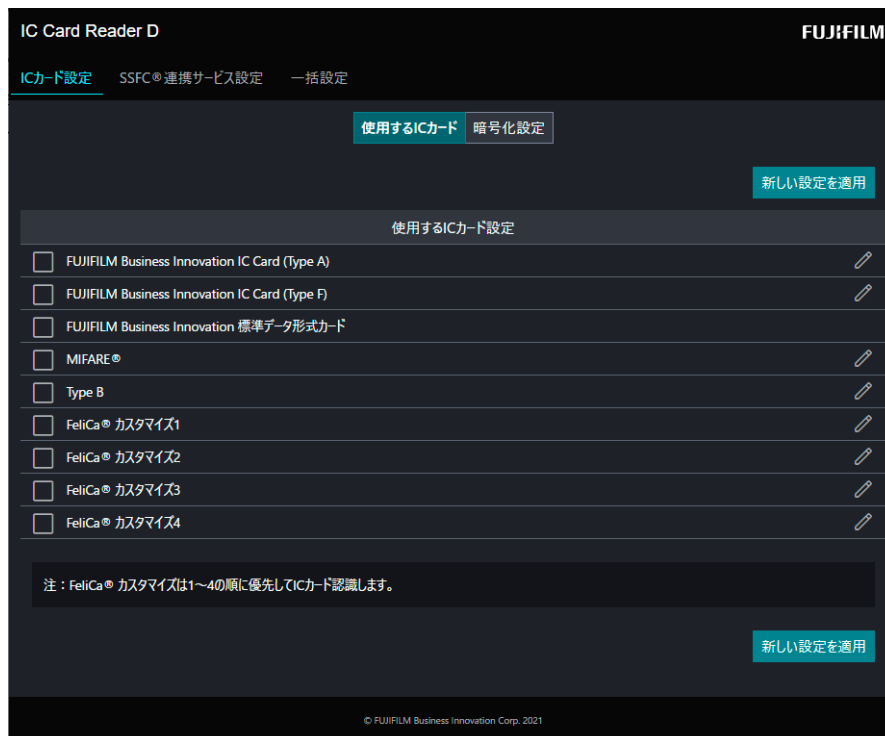 IC Card Reader D
FUJIFILM
ICカード設定 SSFC®連携サービス設定 一括設定
使用するICカード 暗号化設定
新しい設定を適用
使用するICカード設定
FUJIFILM Business Innovation IC Card (Type A)
FUJIFILM Business Innovation IC Card (Type F)
FUJIFILM Business Innovation 標準データ形式カード
MIFARE®
Type B
FeliCa® カスタマイズ1
FeliCa® カスタマイズ2
FeliCa® カスタマイズ3
FeliCa® カスタマイズ4
注：FeliCa® カスタマイズは1～4の順に優先してICカード認識します。
新しい設定を適用
© FUJIFILM Business Innovation Corp. 2021